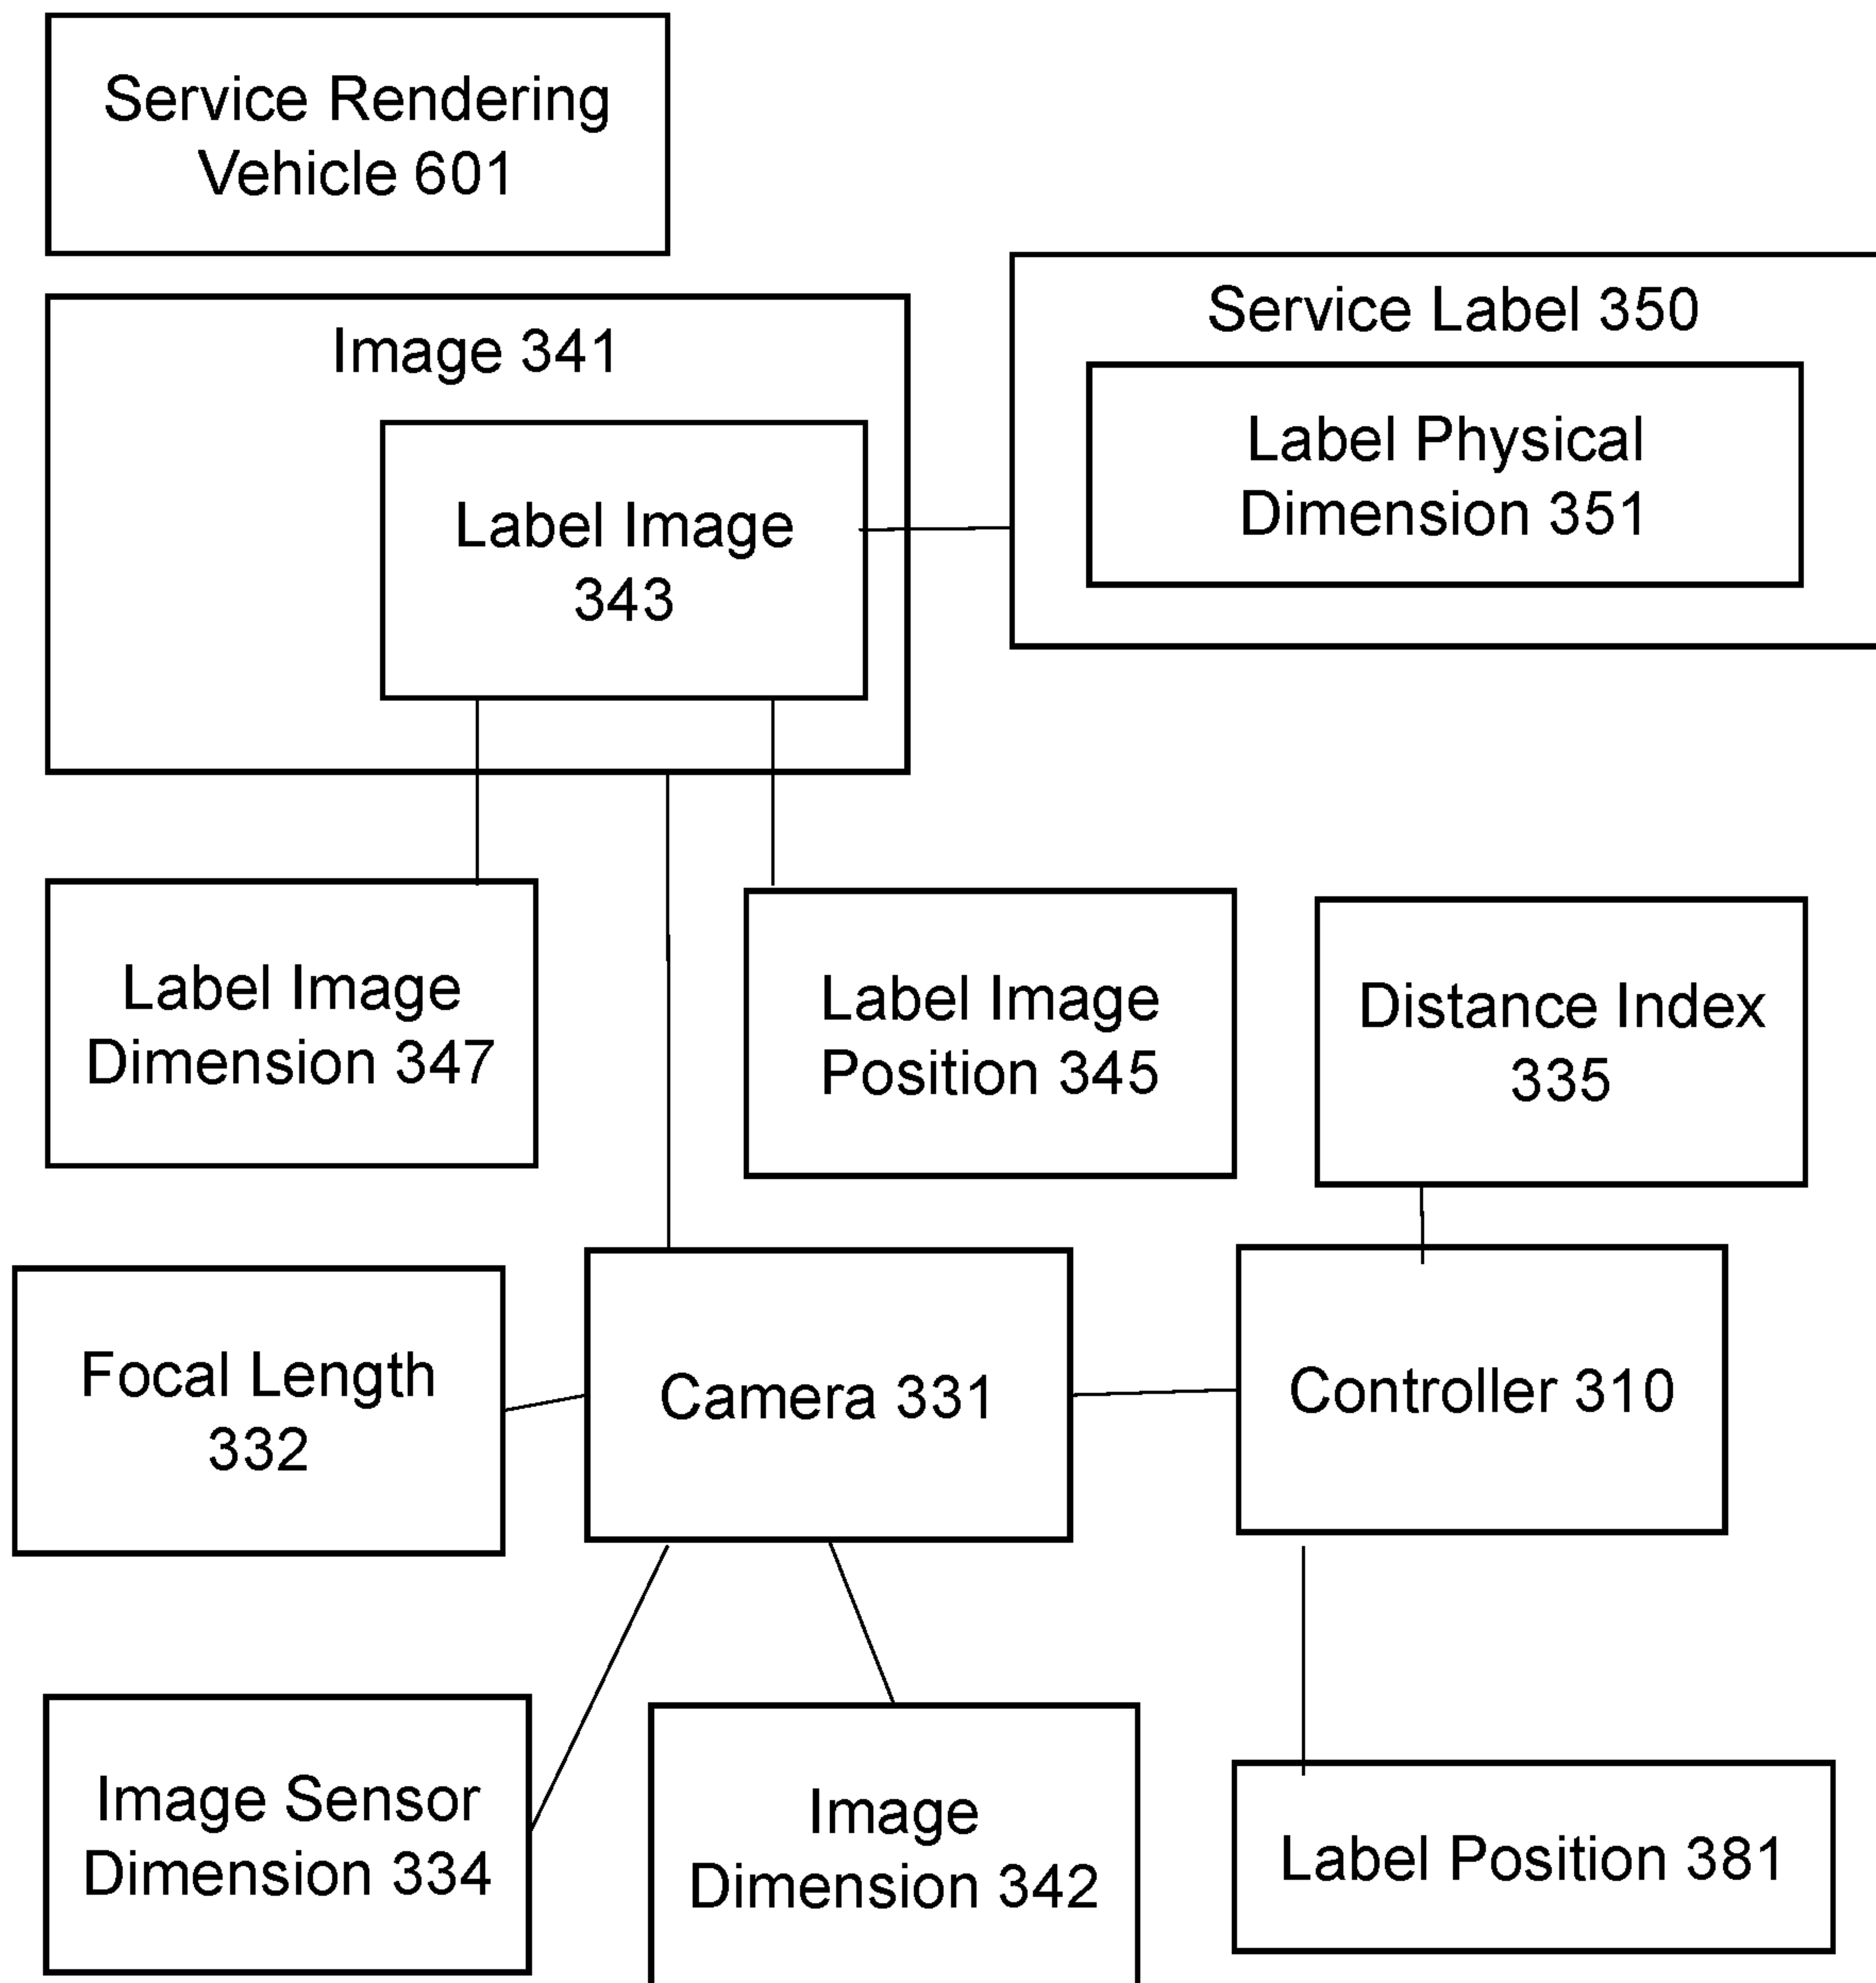 Service Rendering
Vehicle 601
Image 341
Service Label 350
Label Physical
Dimension 351
Label Image
343
Label Image
Dimension 347
Label Image
Position 345
Distance Index
335
Focal Length
332
Camera 331
Controller 310
Image Sensor
Dimension 334
Image
Dimension 342
Label Position 381